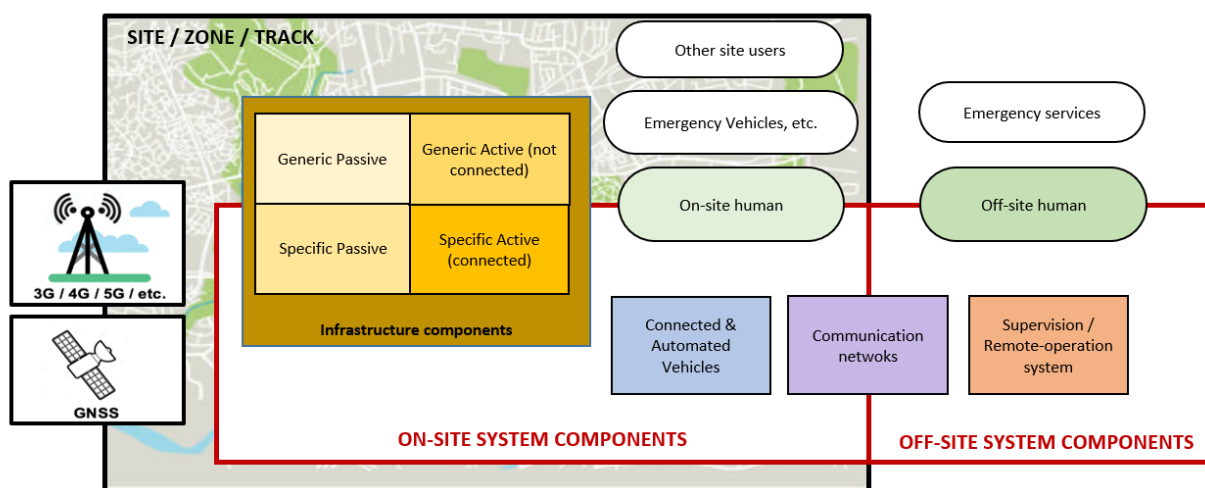 SITE / ZONE / TRACK
Other site users
Emergency Vehicles, etc.
Emergency services
Generic Passive
Generic Active (not
connected)
On-site human
Off-site human
Specific Passive
Specific Active
(connected)
3G / 4G / 5G / etc.
Infrastructure components
GNSS
Connected &
Automated
Vehicles
Communication
netwoks
Supervision /
Remote-operation
system
ON-SITE SYSTEM COMPONENTS
OFF-SITE SYSTEM COMPONENTS